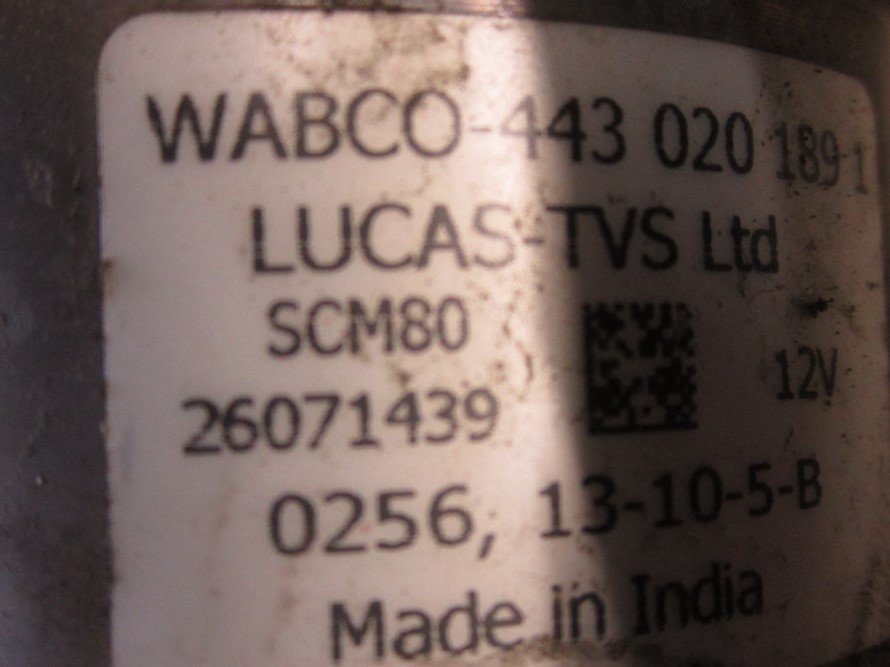 WABCO-443 020 189 1
LUCAS-TVS Ltd
SCM80
12V
26071439
0256, 13-10-5-B
Made in India